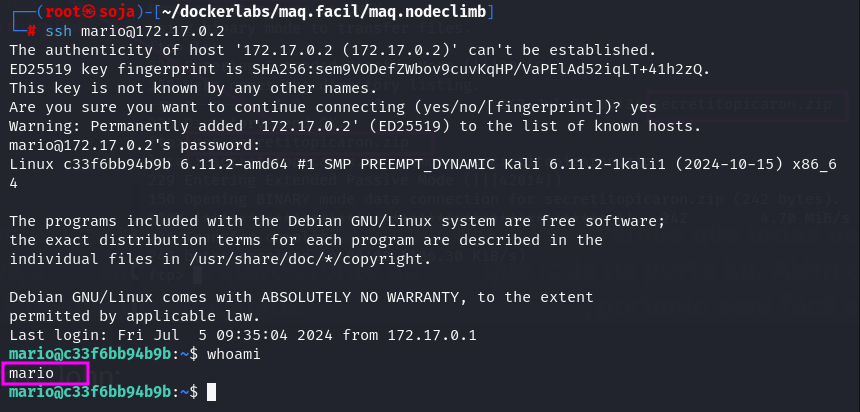 ┌──(root㉿soja)-[~/dockerlabs/maq.facil/maq.nodeclimb]
└─# ssh mario@172.17.0.2
The authenticity of host '172.17.0.2 (172.17.0.2)' can't be established.
ED25519 key fingerprint is SHA256:sem9VODefZWbov9cuvKqHP/VaPElAd52iqLT+41h2zQ.
This key is not known by any other names.
Are you sure you want to continue connecting (yes/no/[fingerprint])? yes
Warning: Permanently added '172.17.0.2' (ED25519) to the list of known hosts.
mario@172.17.0.2's password:
Linux c33f6bb94b9b 6.11.2-amd64 #1 SMP PREEMPT_DYNAMIC Kali 6.11.2-1kali1 (2024-10-15) x86_6
4
The programs included with the Debian GNU/Linux system are free software;
the exact distribution terms for each program are described in the
individual files in /usr/share/doc/*/copyright.
Debian GNU/Linux comes with ABSOLUTELY NO WARRANTY, to the extent
permitted by applicable law.
Last login: Fri Jul  5 09:35:04 2024 from 172.17.0.1
mario@c33f6bb94b9b:~$ whoami
mario
mario@c33f6bb94b9b:~$